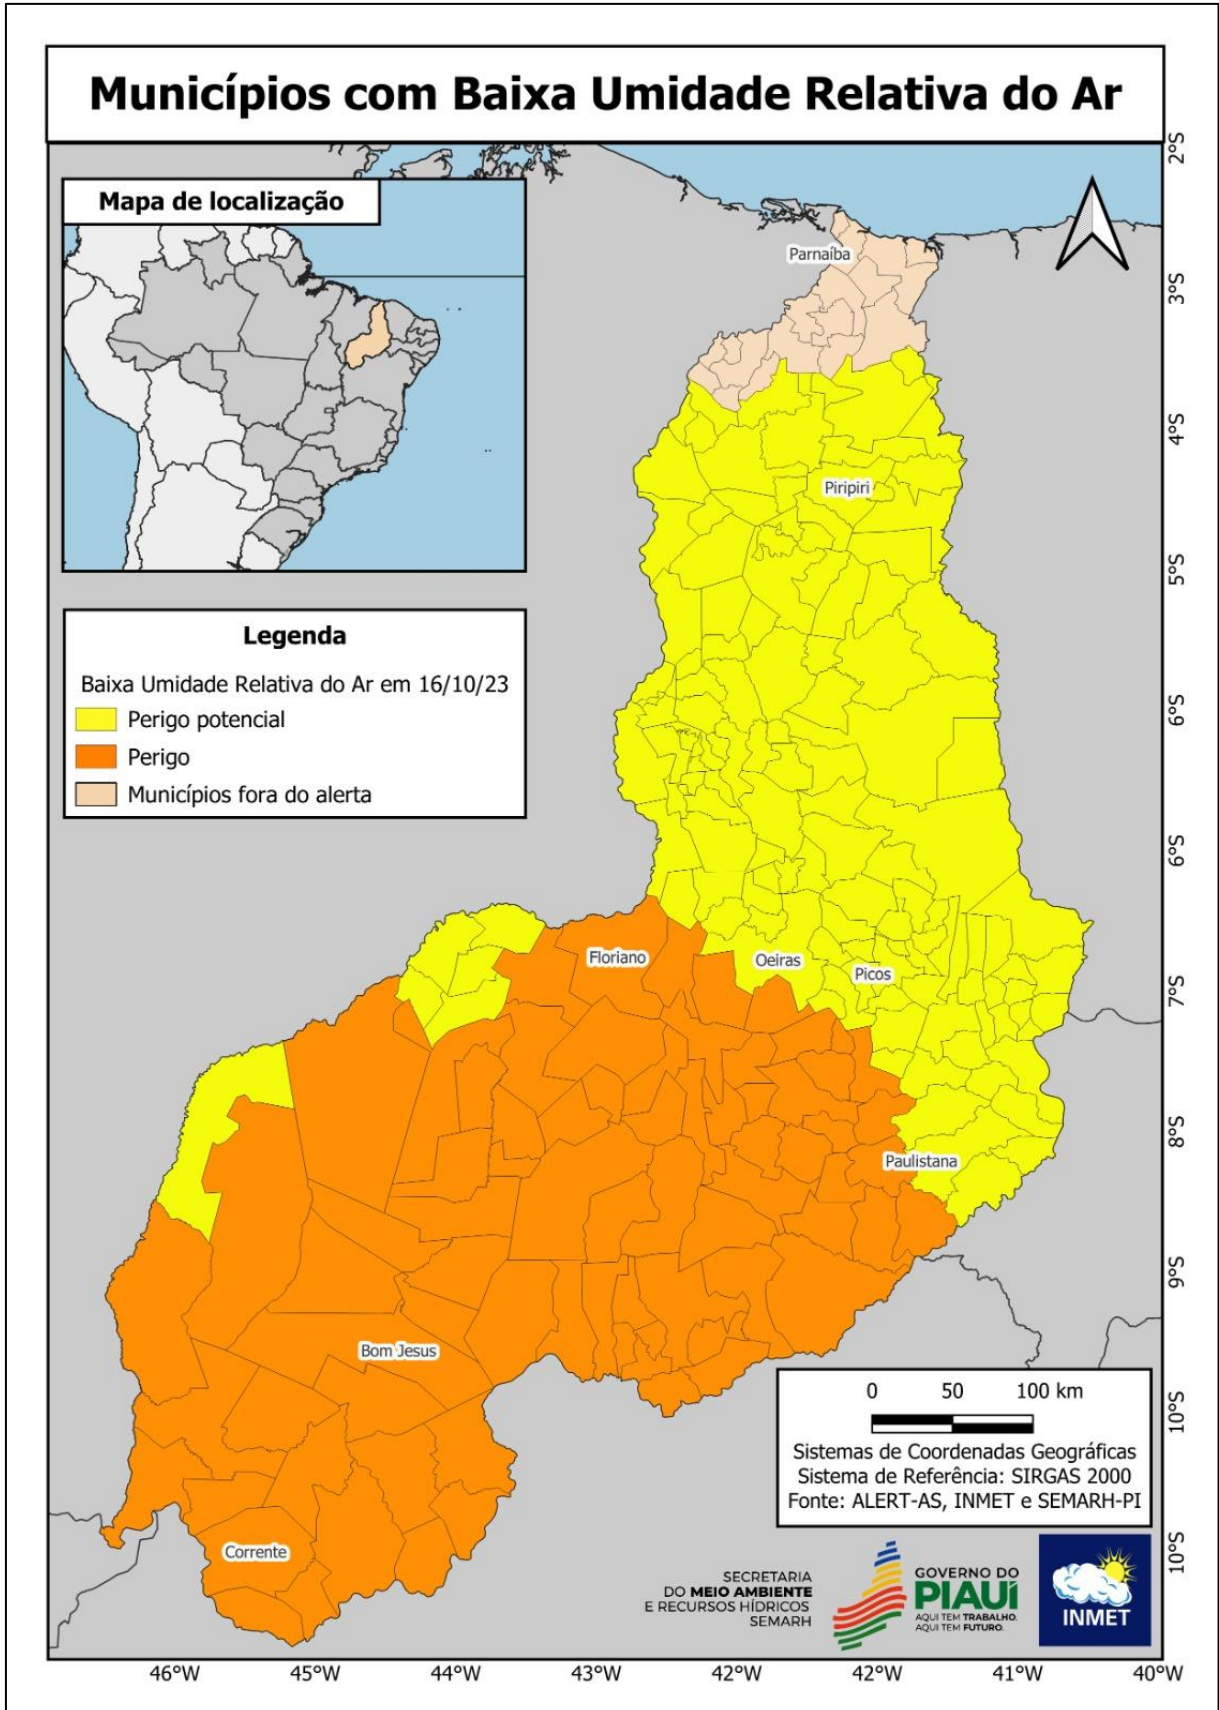 Municípios com Baixa Umidade Relativa do Ar
Mapa de localização
Legenda
Baixa Umidade Relativa do Ar em 16/10/23
Perigo potencial
Perigo
Municípios fora do alerta
Parnaíba
Piripiri
Floriano
Oeiras
Picos
Paulistana
Bom Jesus
Corrente
2°S
3°S
4°S
5°S
6°S
6°S
7°S
8°S
9°S
10°S
10°S
0 50 100 km
Sistemas de Coordenadas Geográficas
Sistema de Referência: SIRGAS 2000
Fonte: ALERT-AS, INMET e SEMARH-PI
SECRETARIA
DO MEIO AMBIENTE
E RECURSOS HÍDRICOS
SEMARH
GOVERNO DO
PIAUÍ
AQUI TEM TRABALHO.
AQUI TEM FUTURO.
INMET
46°W 45°W 44°W 43°W 42°W 42°W 41°W 40°W